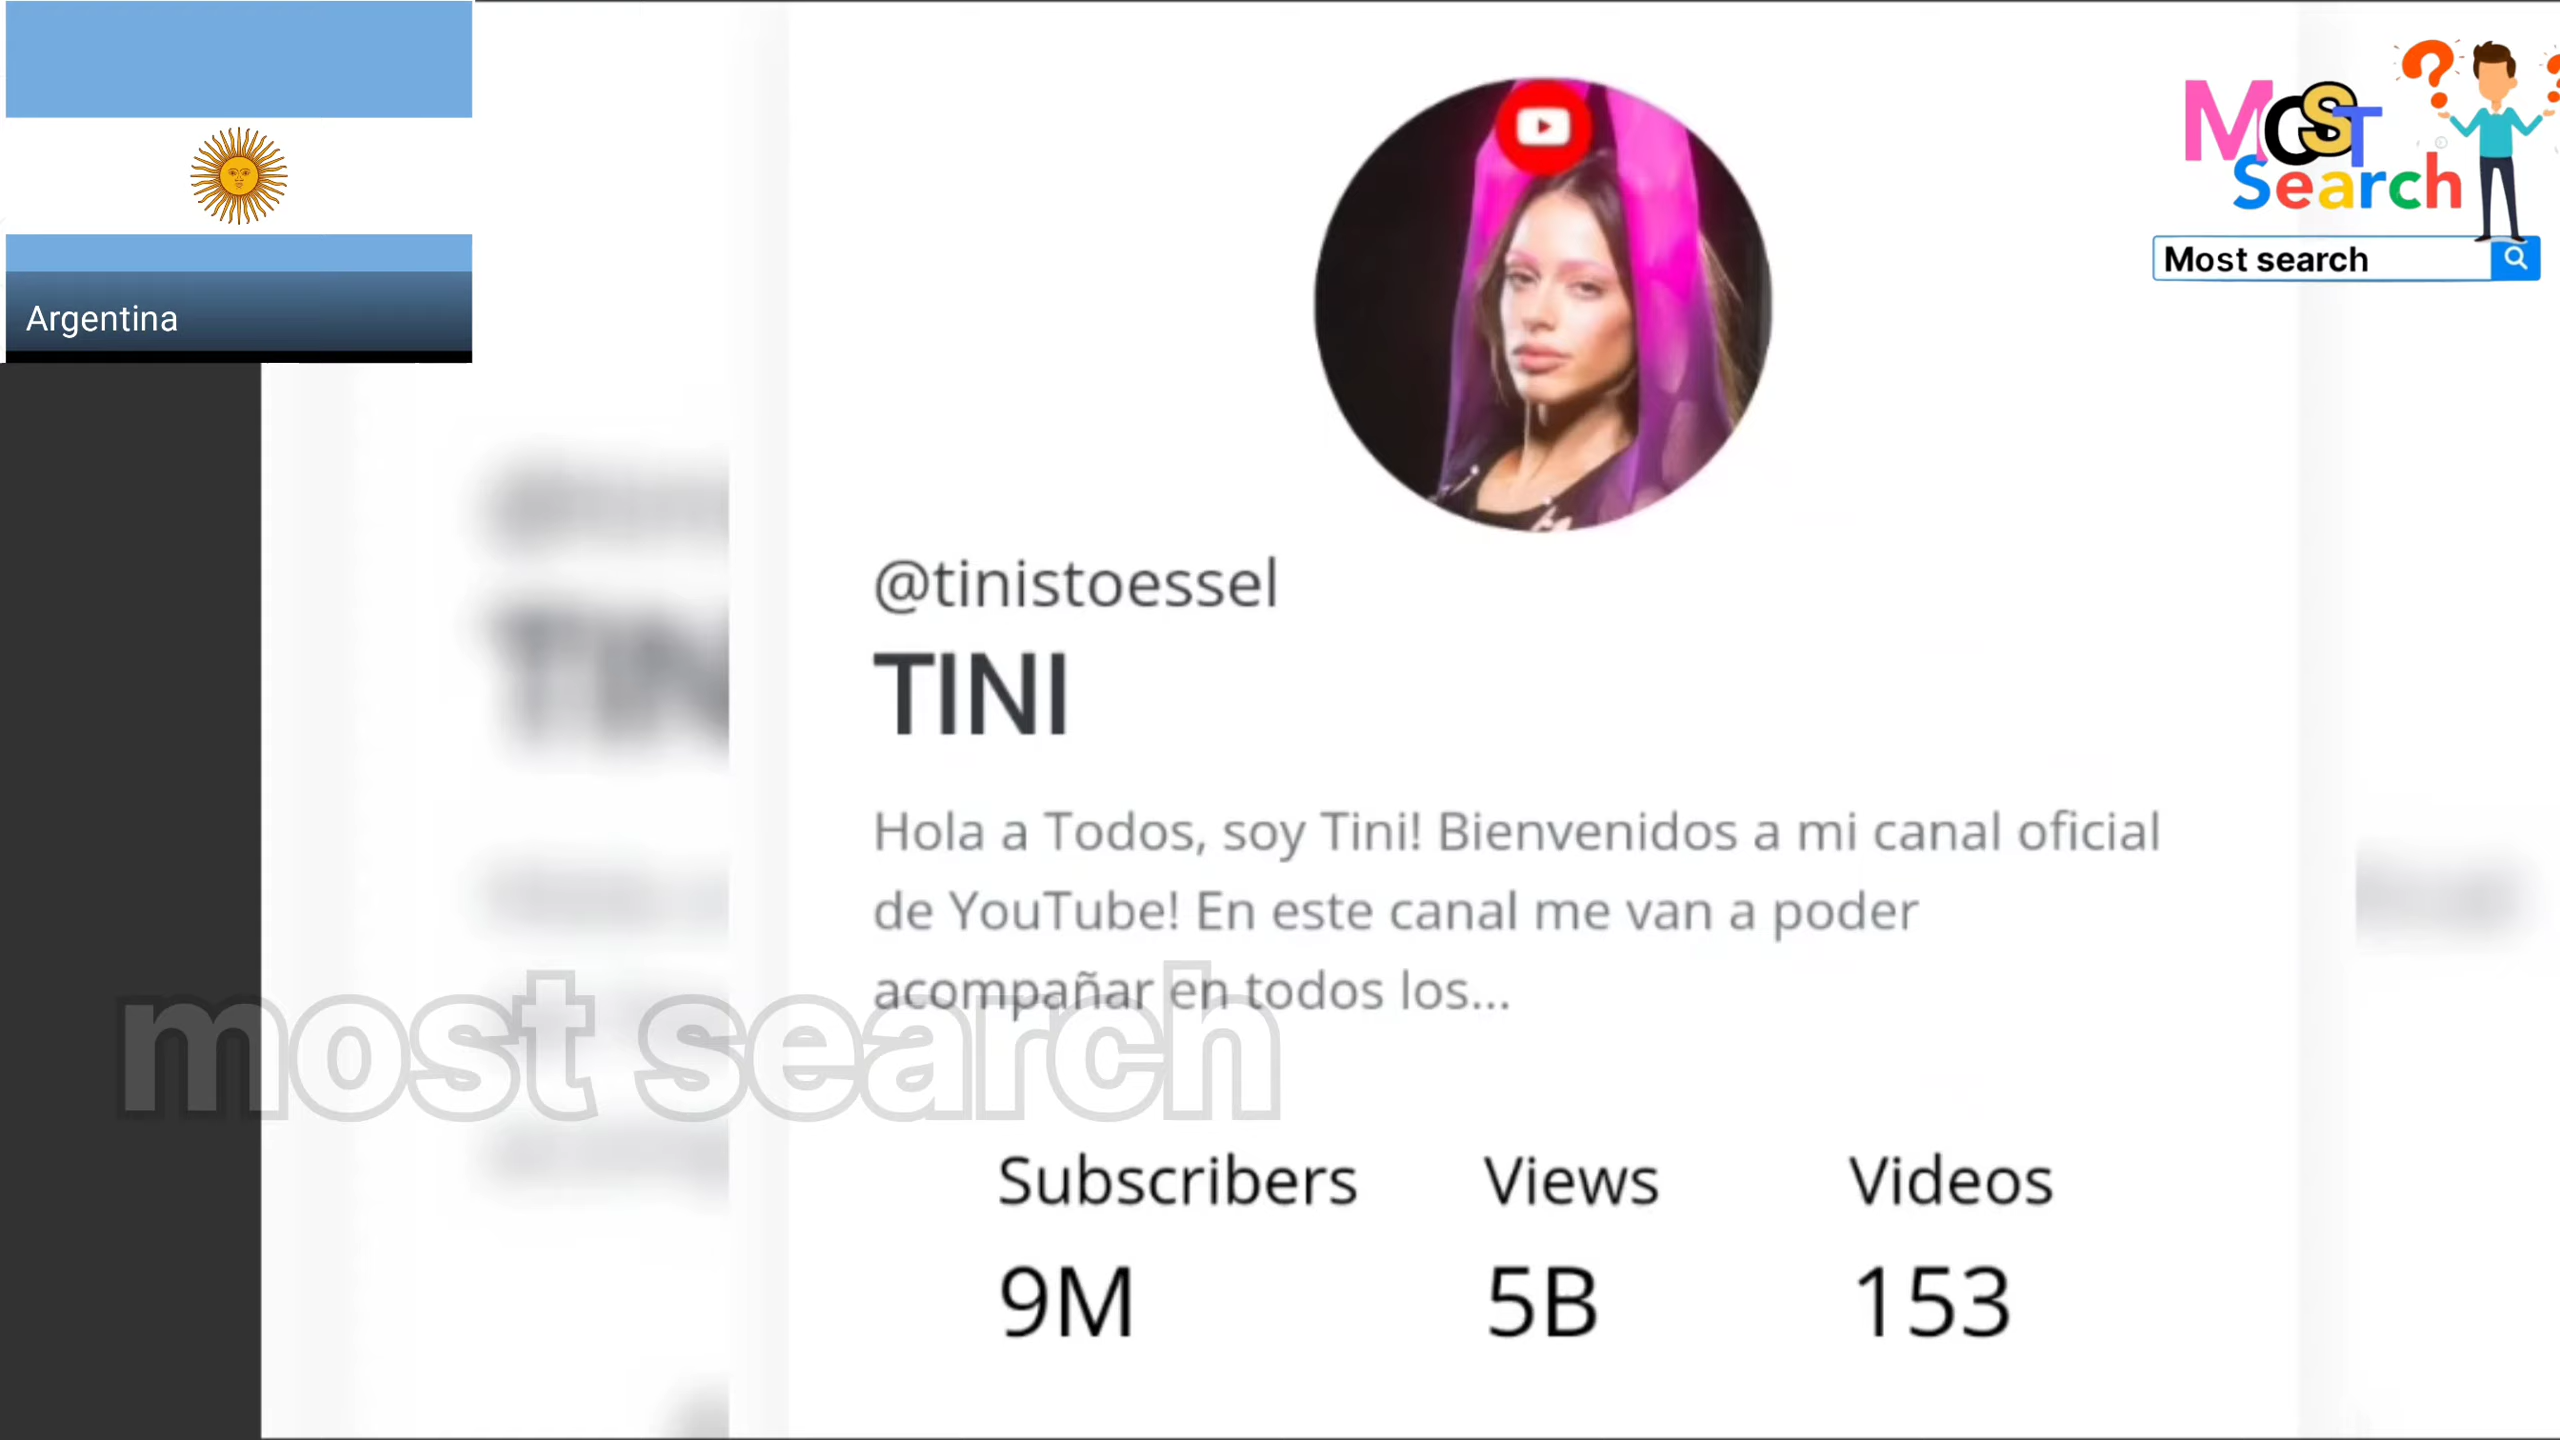 Argentina
MOST
Search
Most search
@tinistoessel
TINI
Hola a Todos, soy Tini! Bienvenidos a mi canal oficial
de YouTube! En este canal me van a poder
acompañar en todos los...
most search
Subscribers Views Videos
9M 5B 153